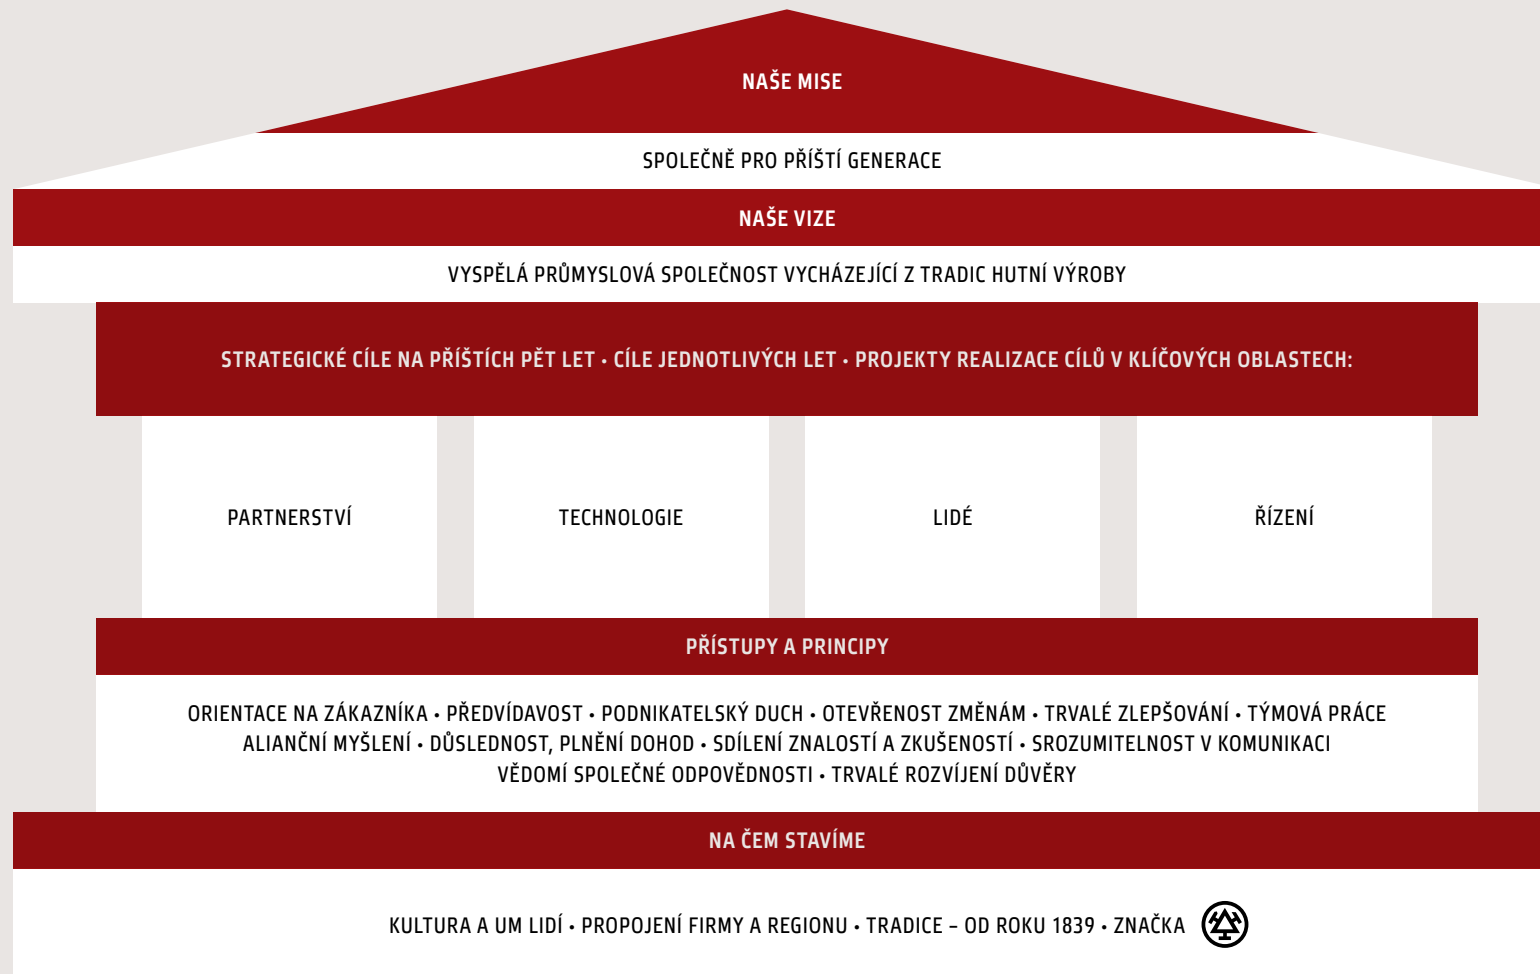 NAŠE MISE
SPOLEČNĚ PRO PŘÍŠTÍ GENERACE
NAŠE VIZE
VYSPĚLÁ PRŮMYSLOVÁ SPOLEČNOST VYCHÁZEJÍCÍ Z TRADIC HUTNÍ VÝROBY
STRATEGICKÉ CÍLE NA PŘÍŠTÍCH PĚT LET • CÍLE JEDNOTLIVÝCH LET • PROJEKTY REALIZACE CÍLŮ V KLÍČOVÝCH OBLASTECH:
PARTNERSTVÍ
TECHNOLOGIE
LIDÉ
ŘÍZENÍ
PŘÍSTUPY A PRINCIPY
ORIENTACE NA ZÁKAZNÍKA • PŘEDVÍDAVOST • PODNIKATELSKÝ DUCH • OTEVŘENOST ZMĚNÁM • TRVALÉ ZLEPŠOVÁNÍ • TÝMOVÁ PRÁCE
ALIANČNÍ MYŠLENÍ • DŮSLEDNOST, PLNĚNÍ DOHOD • SDÍLENÍ ZNALOSTÍ A ZKUŠENOSTÍ • SROZUMITELNOST V KOMUNIKACI
VĚDOMÍ SPOLEČNÉ ODPOVĚDNOSTI • TRVALÉ ROZVÍJENÍ DŮVĚRY
NA ČEM STAVÍME
KULTURA A UM LIDÍ • PROPOJENÍ FIRMY A REGIONU • TRADICE – OD ROKU 1839 • ZNAČKA